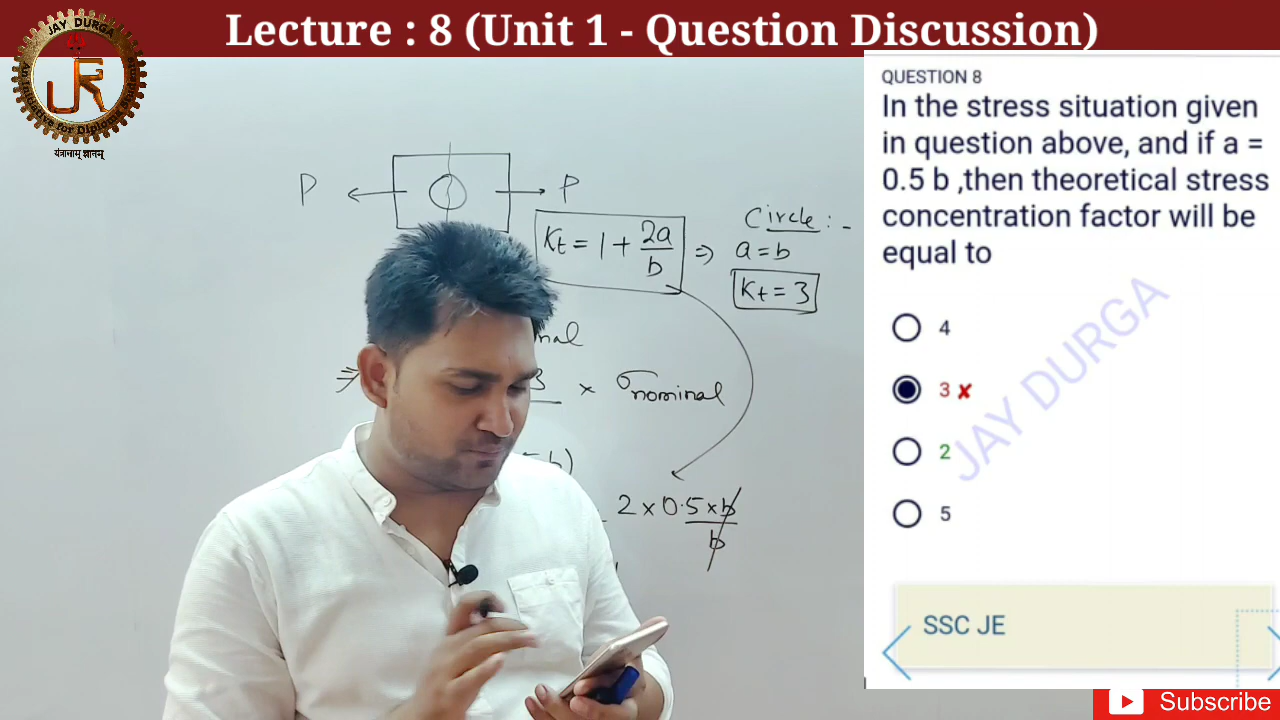 Lecture : 8 (Unit 1 - Question Discussion)
JAY DURGA
JR
यंत्रानाम् ज्ञानम्
P
P
Kt = 1 + 2a/b ⇒
Circle : -
a = b
Kt = 3
3 × σnominal
= b)
2 × 0.5 × b
b
QUESTION 8
In the stress situation given
in question above, and if a =
0.5 b ,then theoretical stress
concentration factor will be
equal to
4
3 ✘
2
5
JAY DURGA
SSC JE
Subscribe